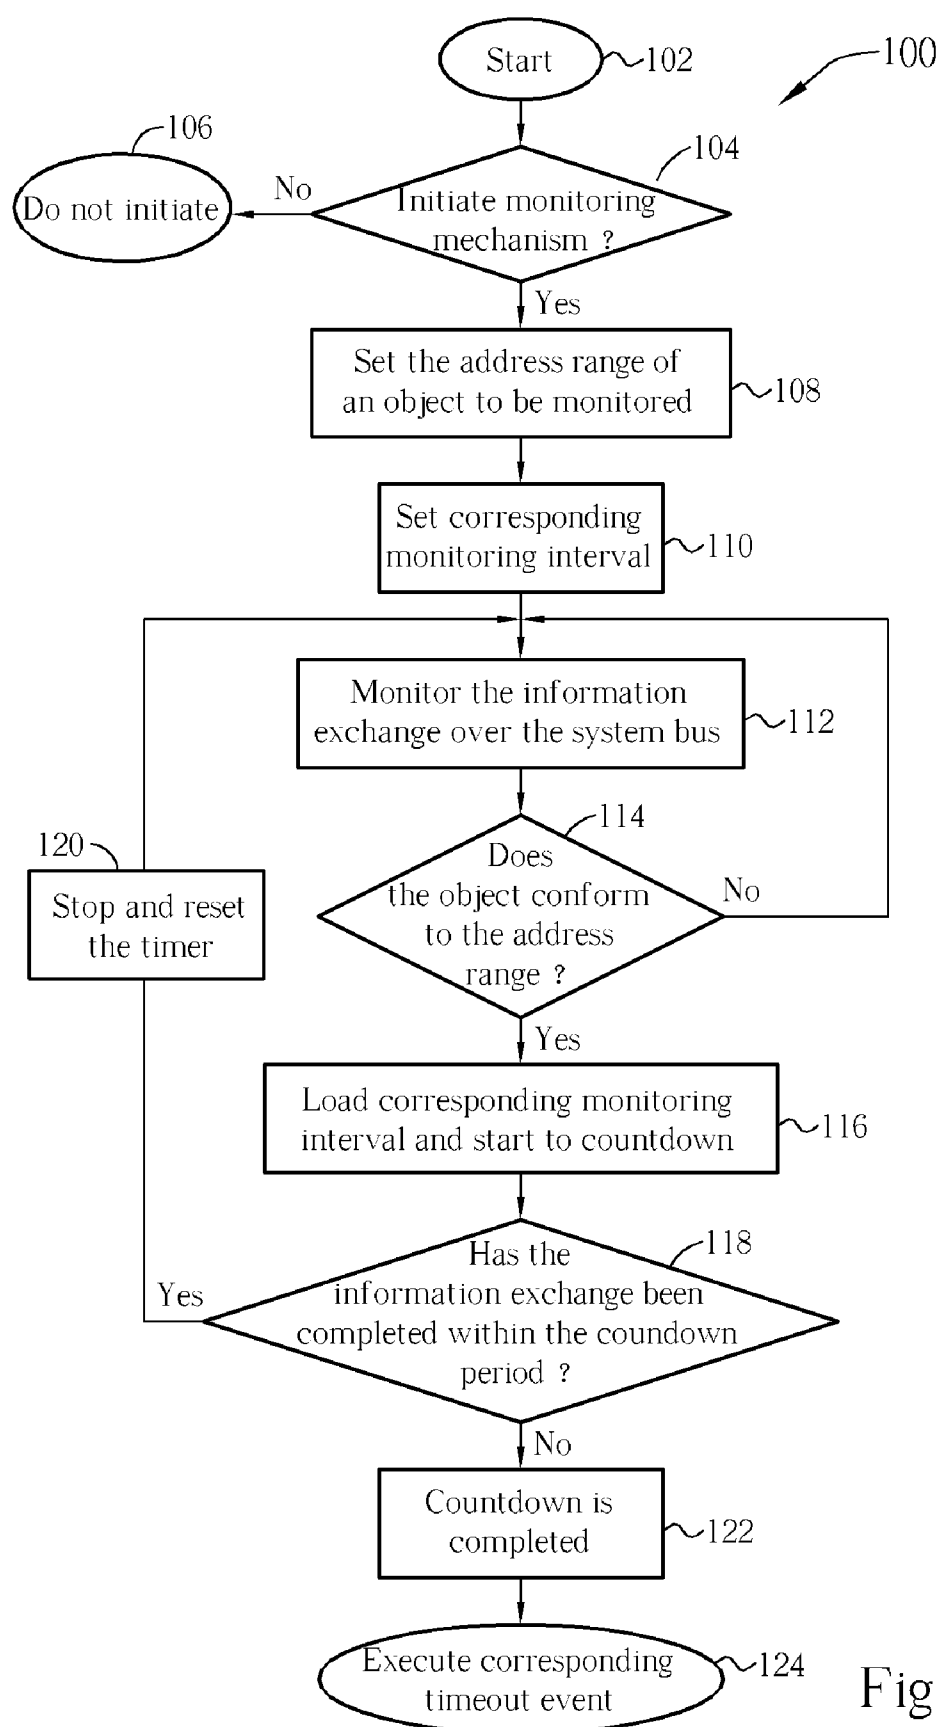 Start
102
100
106
104
No
Do not initiate
Initiate monitoring
mechanism ?
Yes
Set the address range of
an object to be monitored
108
Set corresponding
monitoring interval
110
Monitor the information
exchange over the system bus
112
114
120
Does
the object conform
to the address
range ?
No
Stop and reset
the timer
Yes
Load corresponding monitoring
interval and start to countdown
116
118
Has the
information exchange been
completed within the coundown
period ?
Yes
No
Countdown is
completed
122
Execute corresponding
timeout event
124
Fig